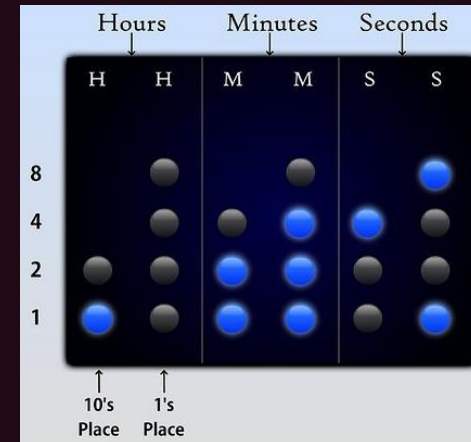 Hours Minutes Seconds
H H M M S S
8
4
2
1
10's 1's
Place Place